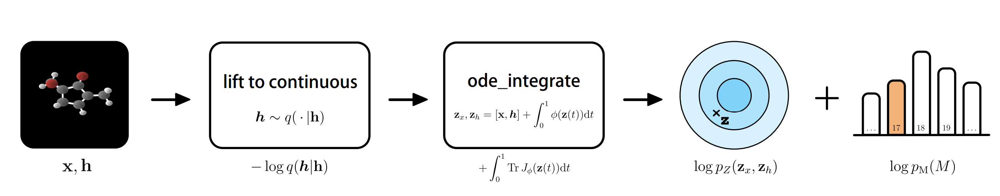 x, h
lift to continuous
h ∼ q( · |h)
− log q(h|h)
ode_integrate
z_x, z_h = [x, h] + ∫_0^1 φ(z(t))dt
+ ∫_0^1 Tr J_φ(z(t))dt
z
log p_Z(z_x, z_h)
+
... 17 18 19 ...
log p_M(M)